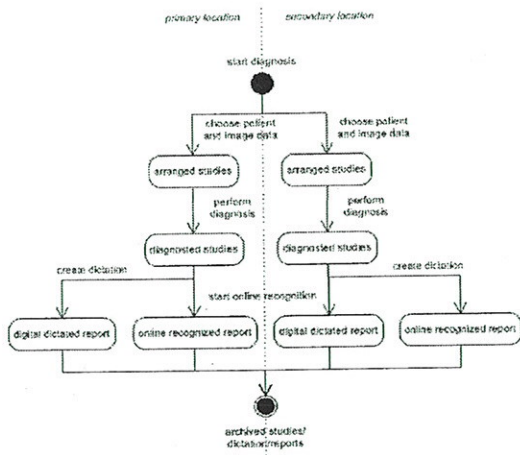 primary location
secondary location
start diagnosis
choose patient
and image data
choose patient
and image data
arranged studies
arranged studies
perform
diagnosis
perform
diagnosis
diagnosted studies
diagnosted studies
create dictation
create dictation
start online recognition
digital dictated report
online recognized report
digital dictated report
online recognized report
archived studies/
dictation/reports